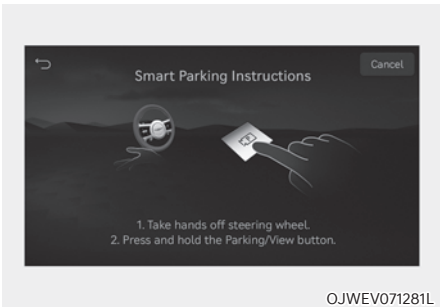 Cancel
Smart Parking Instructions
P
1. Take hands off steering wheel.
2. Press and hold the Parking/View button.
OJWEV071281L